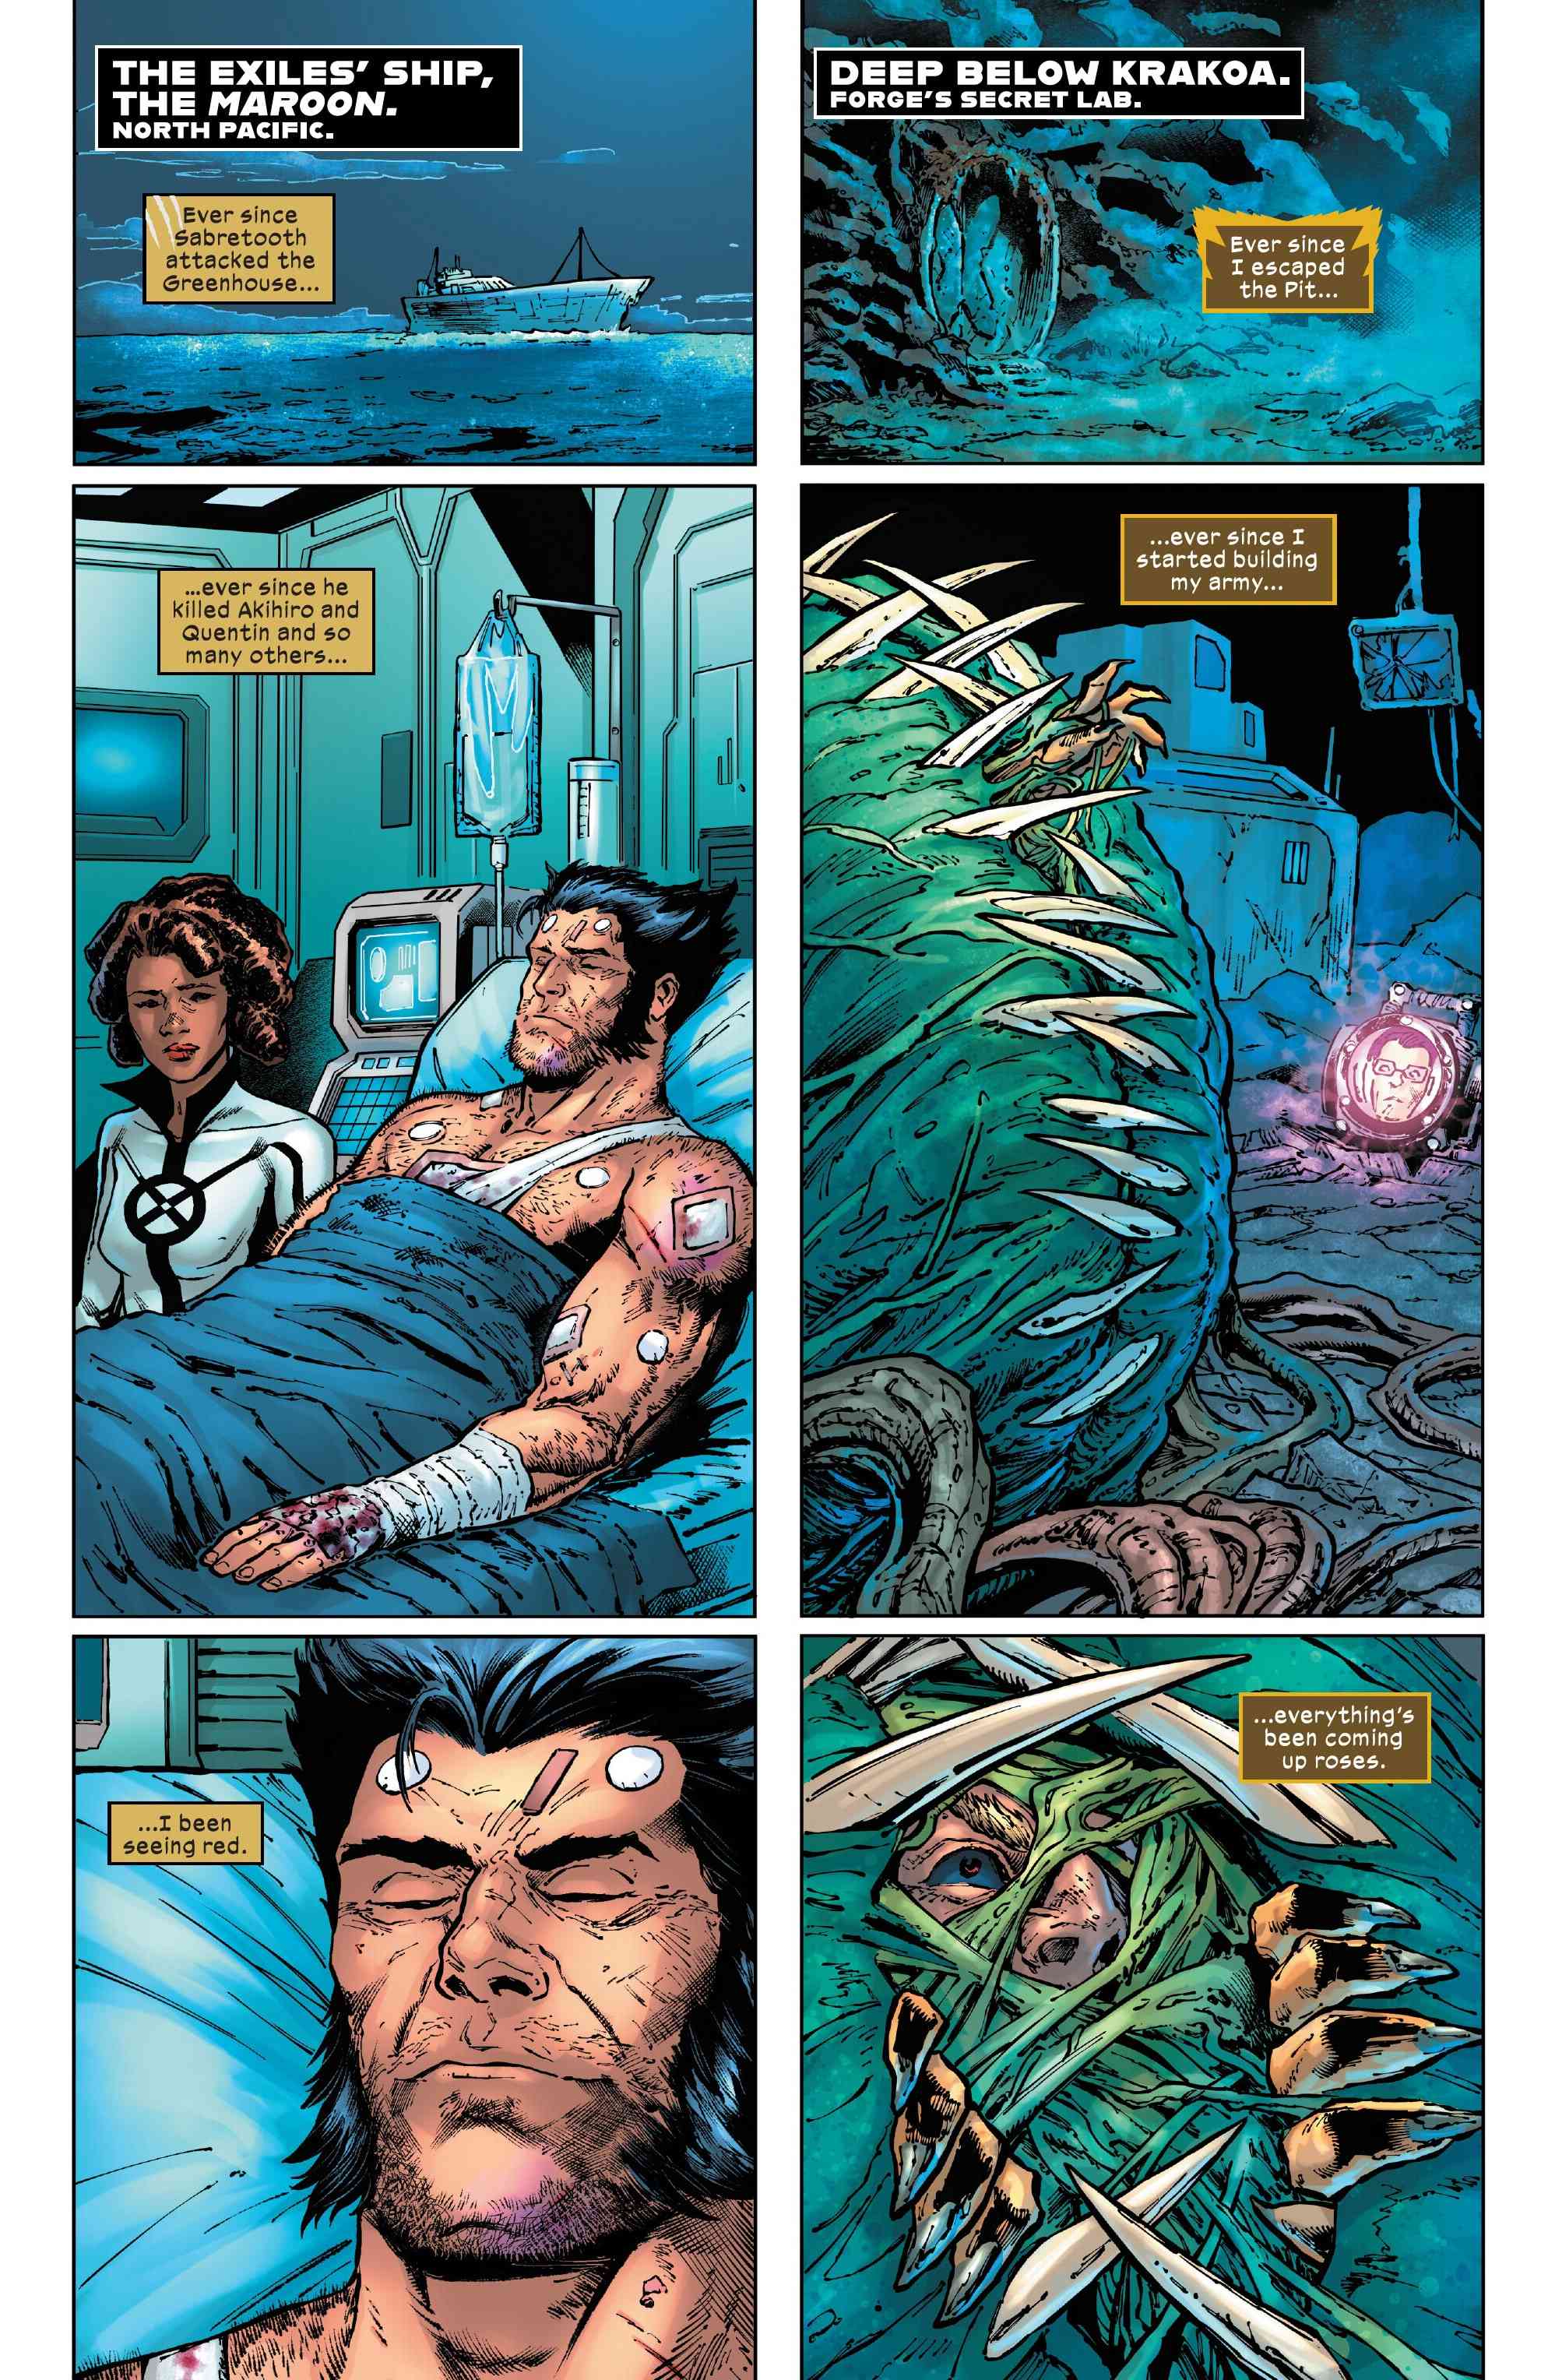 THE EXILES' SHIP,
THE MAROON.
NORTH PACIFIC.
Ever since
Sabretooth
attacked the
Greenhouse...
DEEP BELOW KRAKOA.
FORGE'S SECRET LAB.
Ever since
I escaped
the Pit...
...ever since he
killed Akihiro and
Quentin and so
many others...
...ever since I
started building
my army...
...I been
seeing red.
...everything's
been coming
up roses.